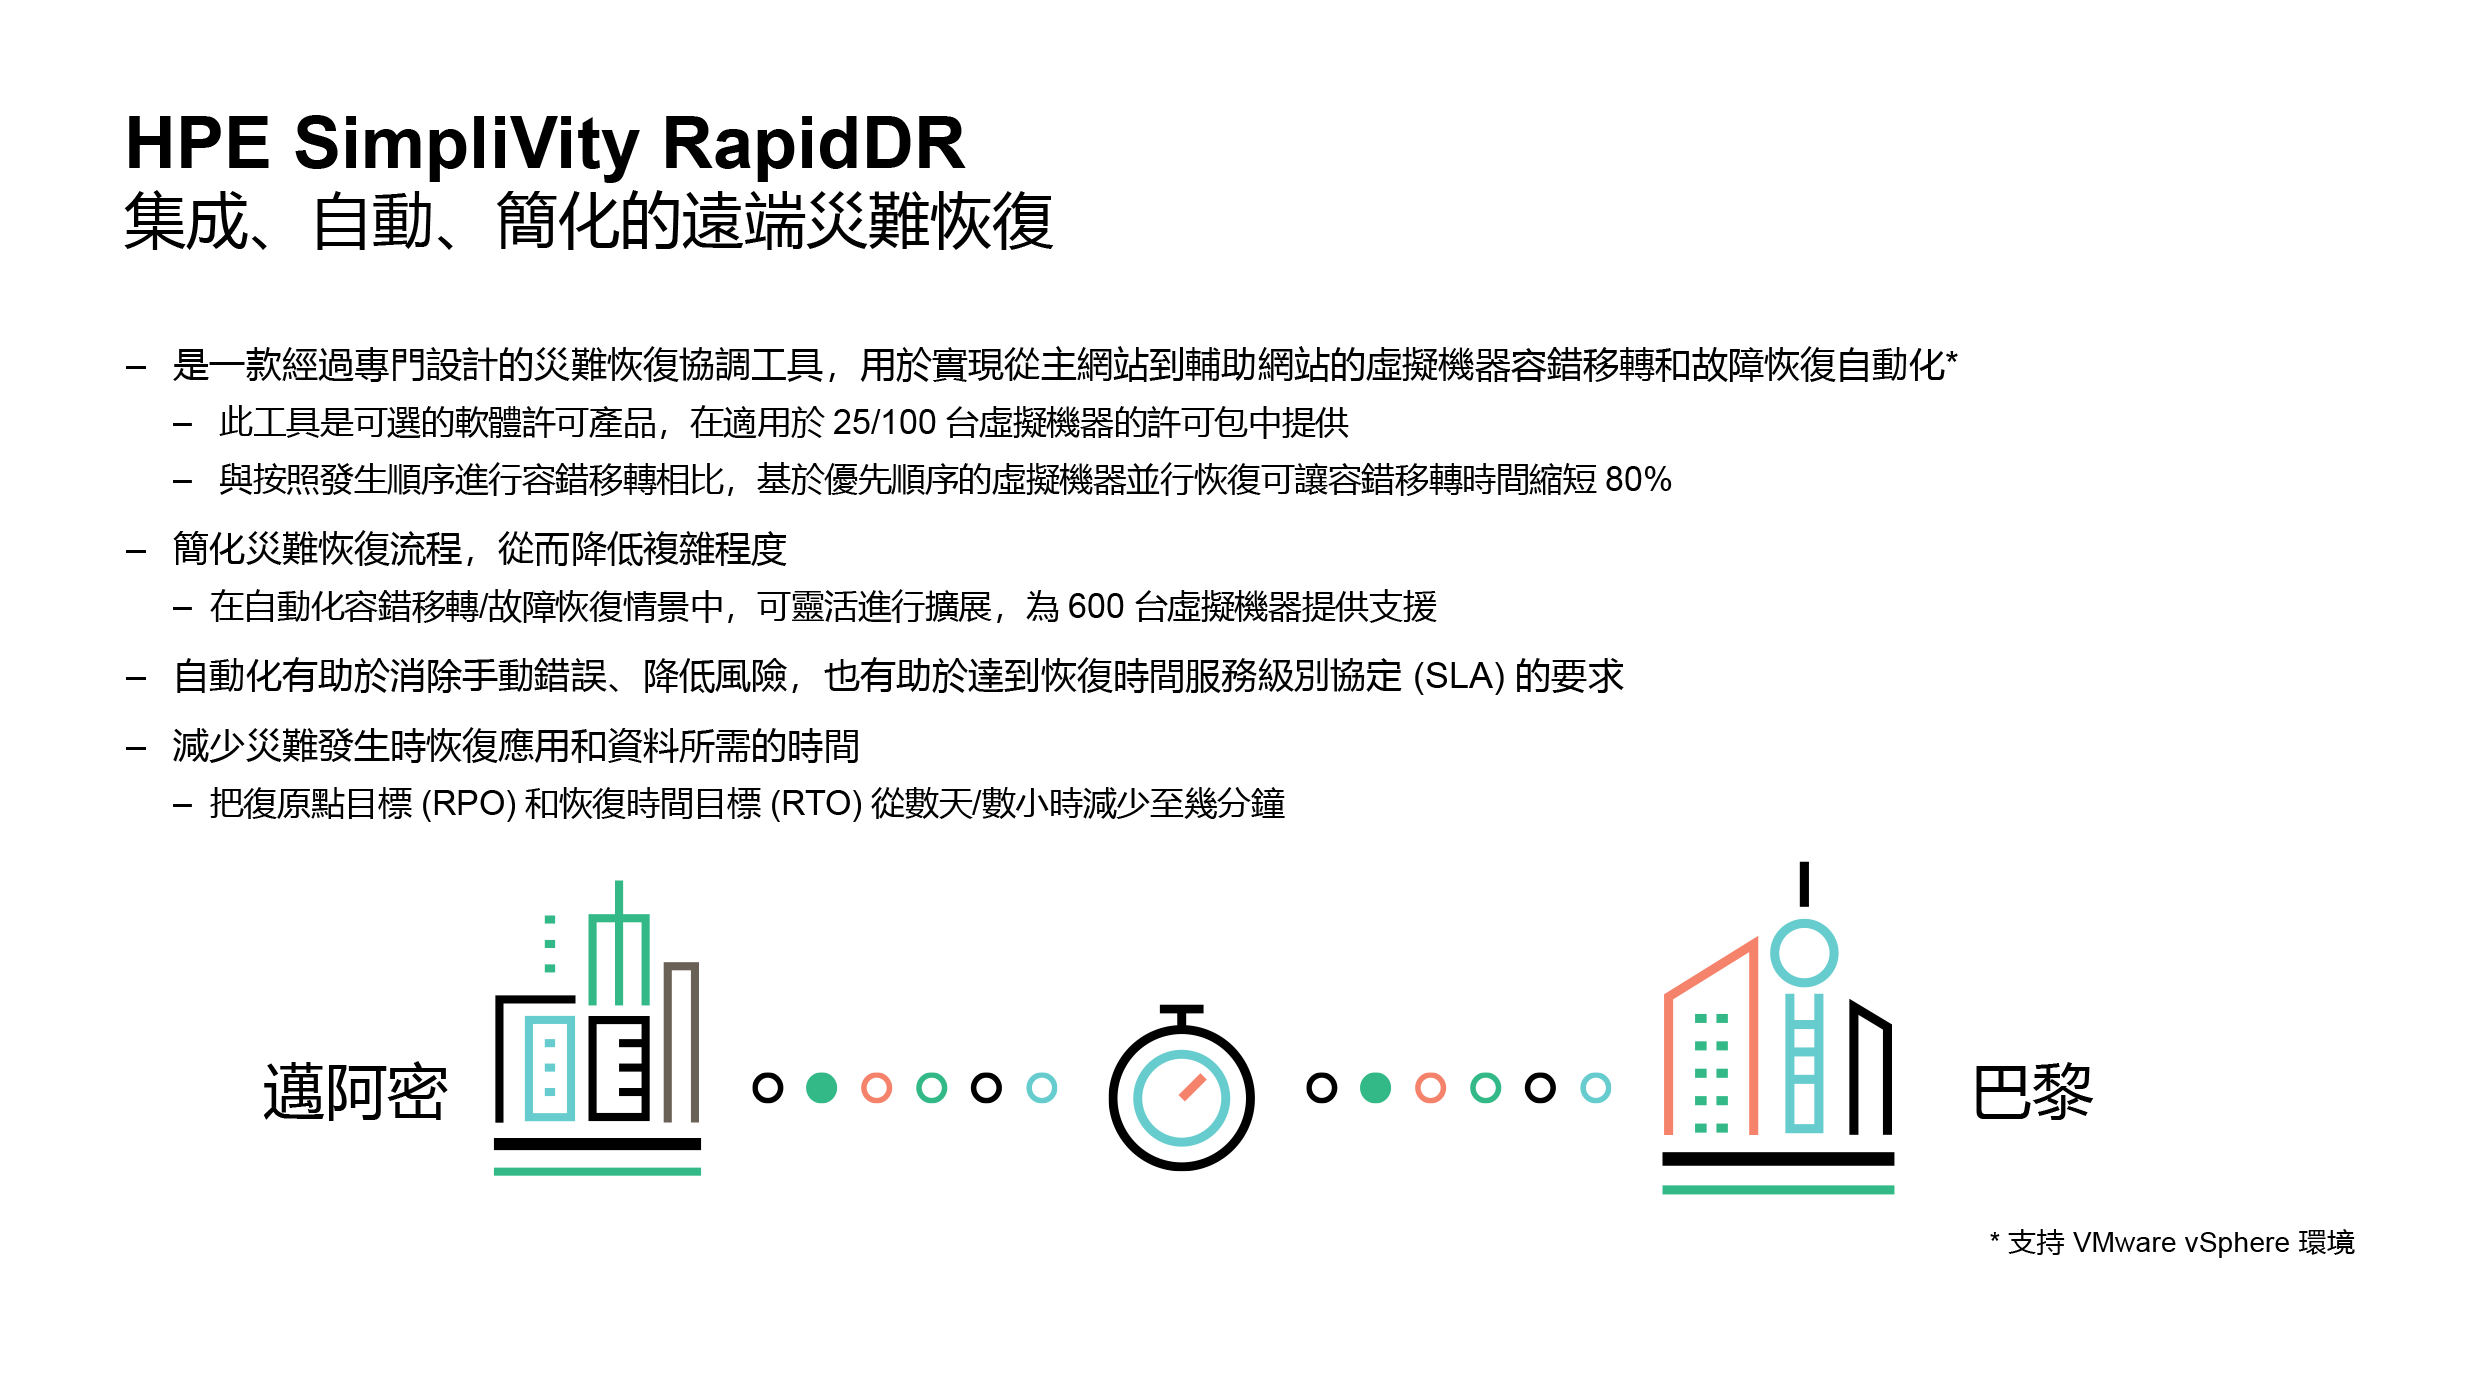 HPE SimpliVity RapidDR
集成、自動、簡化的遠端災難恢復
– 是一款經過專門設計的災難恢復協調工具，用於實現從主網站到輔助網站的虛擬機器容錯移轉和故障恢復自動化*
– 此工具是可選的軟體許可產品，在適用於 25/100 台虛擬機器的許可包中提供
– 與按照發生順序進行容錯移轉相比，基於優先順序的虛擬機器並行恢復可讓容錯移轉時間縮短 80%
– 簡化災難恢復流程，從而降低複雜程度
– 在自動化容錯移轉/故障恢復情景中，可靈活進行擴展，為 600 台虛擬機器提供支援
– 自動化有助於消除手動錯誤、降低風險，也有助於達到恢復時間服務級別協定 (SLA) 的要求
– 減少災難發生時恢復應用和資料所需的時間
– 把復原點目標 (RPO) 和恢復時間目標 (RTO) 從數天/數小時減少至幾分鐘
邁阿密
巴黎
* 支持 VMware vSphere 環境